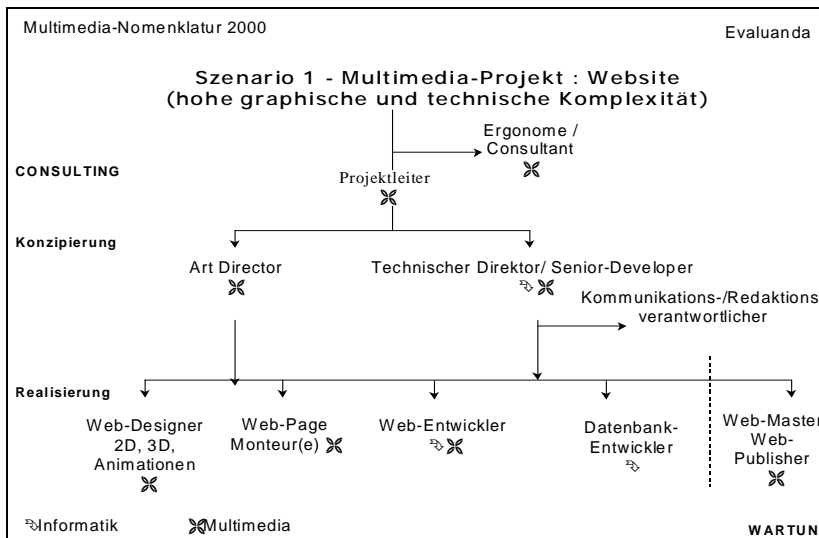 Multimedia-Nomenklatur 2000
Evaluanda
Szenario 1 - Multimedia-Projekt : Website
(hohe graphische und technische Komplexität)
Ergonome /
Consultant
CONSULTING
Projektleiter
Konzipierung
Art Director
Technischer Direktor/ Senior-Developer
Kommunikations-/Redaktions
verantwortlicher
Realisierung
Web-Designer
2D, 3D,
Animationen
Web-Page
Monteur(e)
Web-Entwickler
Datenbank-
Entwickler
Web-Master
Web-
Publisher
Informatik
Multimedia
WARTUN